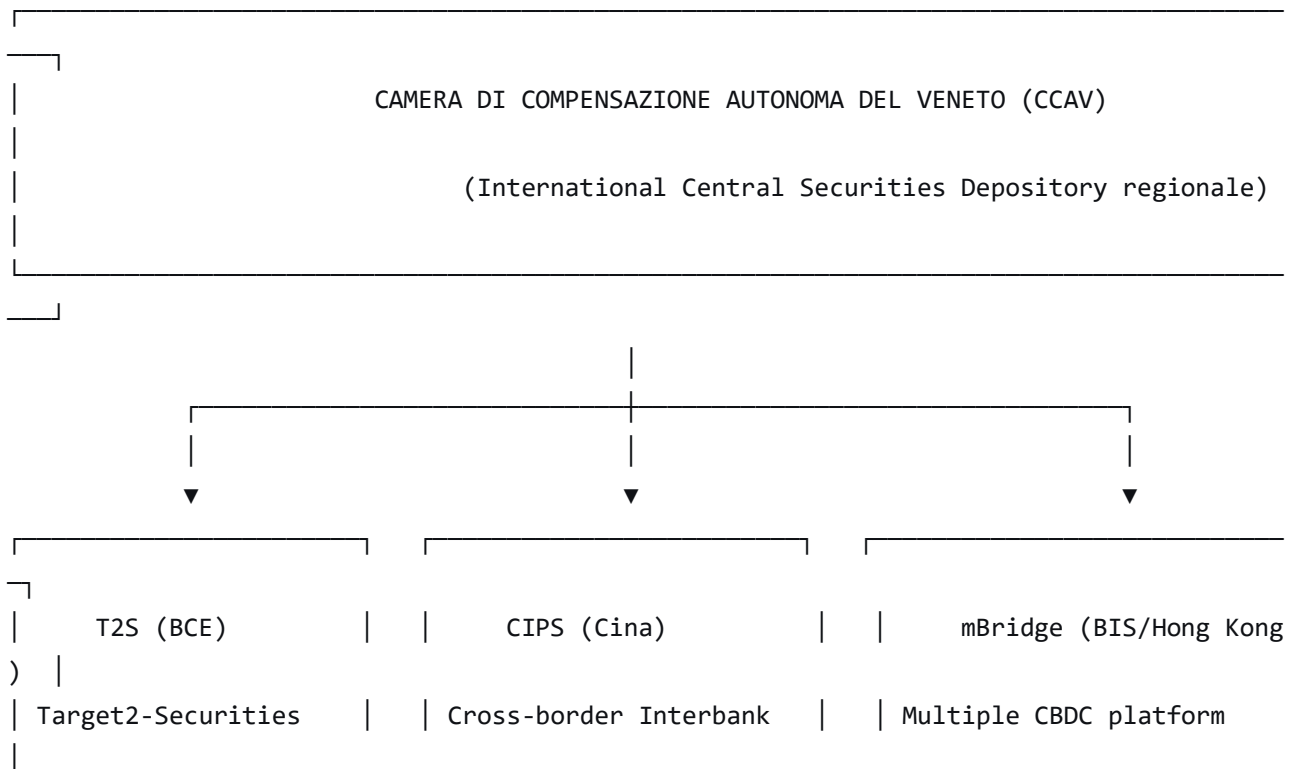 CAMERA DI COMPENSAZIONE AUTONOMA DEL VENETO (CCAV)
(International Central Securities Depository regionale)
T2S (BCE) CIPS (Cina) mBridge (BIS/Hong Kong
)
Target2-Securities Cross-border Interbank Multiple CBDC platform